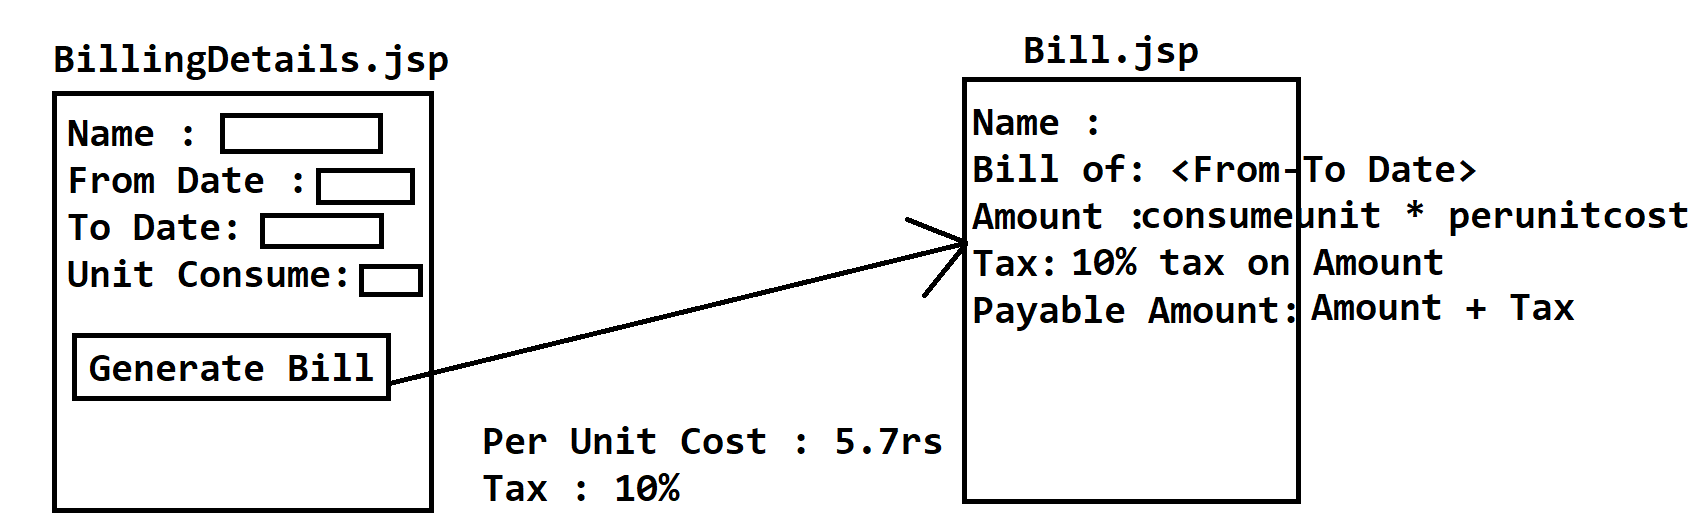 BillingDetails.jsp
Name :
From Date :
To Date:
Unit Consume:
Generate Bill
Per Unit Cost : 5.7rs
Tax : 10%
Bill.jsp
Name :
Bill of: <From-To Date>
Amount :consumeunit * perunitcost
Tax: 10% tax on Amount
Payable Amount: Amount + Tax